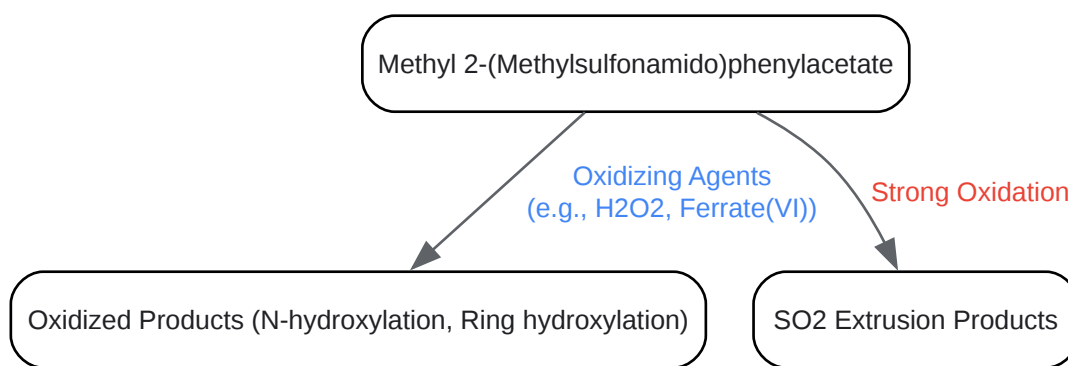 Methyl 2-(Methylsulfonamido)phenylacetate
Oxidizing Agents
(e.g., H2O2, Ferrate(VI))
Strong Oxidation
Oxidized Products (N-hydroxylation, Ring hydroxylation)
SO2 Extrusion Products